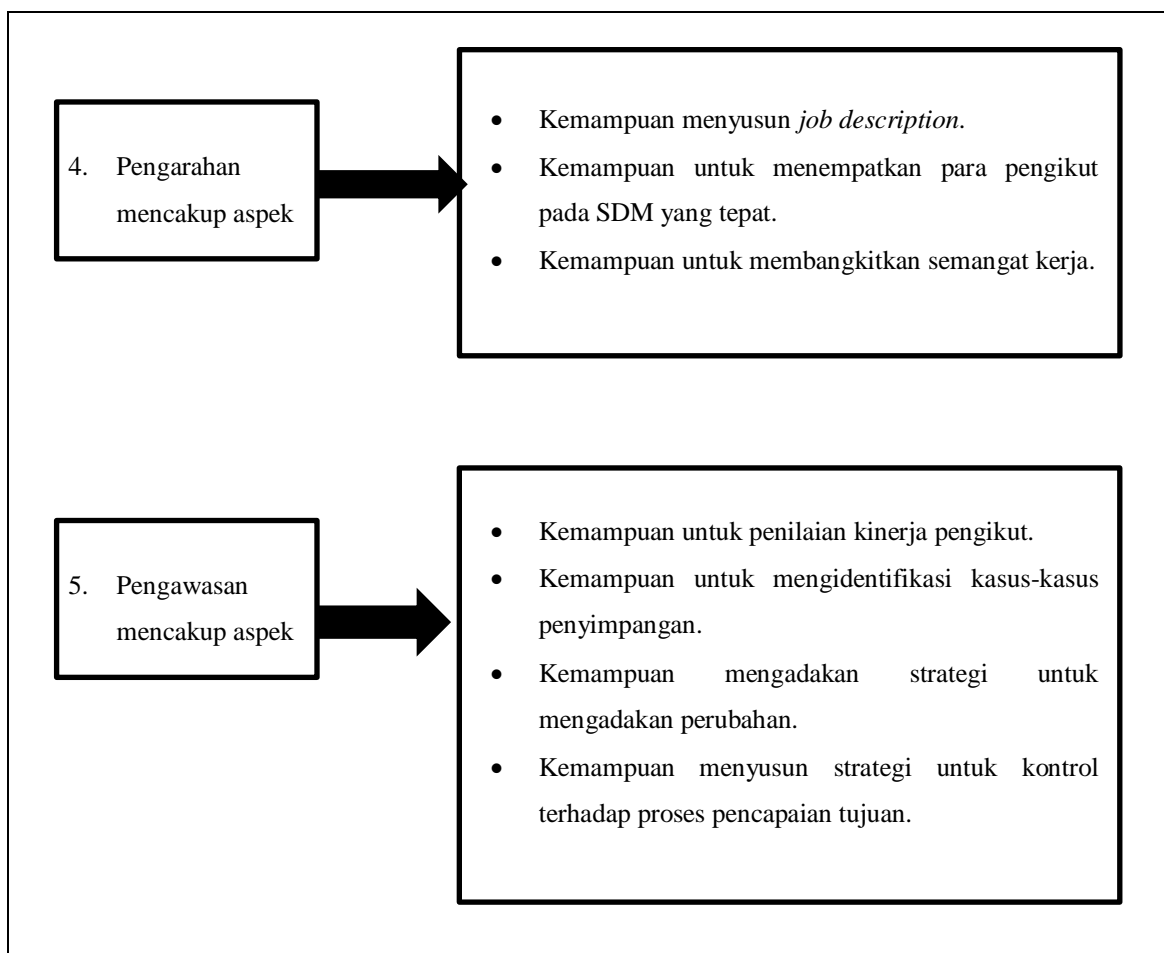 4. Pengarahan
mencakup aspek
• Kemampuan menyusun job description.
• Kemampuan untuk menempatkan para pengikut
pada SDM yang tepat.
• Kemampuan untuk membangkitkan semangat kerja.
5. Pengawasan
mencakup aspek
• Kemampuan untuk penilaian kinerja pengikut.
• Kemampuan untuk mengidentifikasi kasus-kasus
penyimpangan.
• Kemampuan mengadakan strategi untuk
mengadakan perubahan.
• Kemampuan menyusun strategi untuk kontrol
terhadap proses pencapaian tujuan.